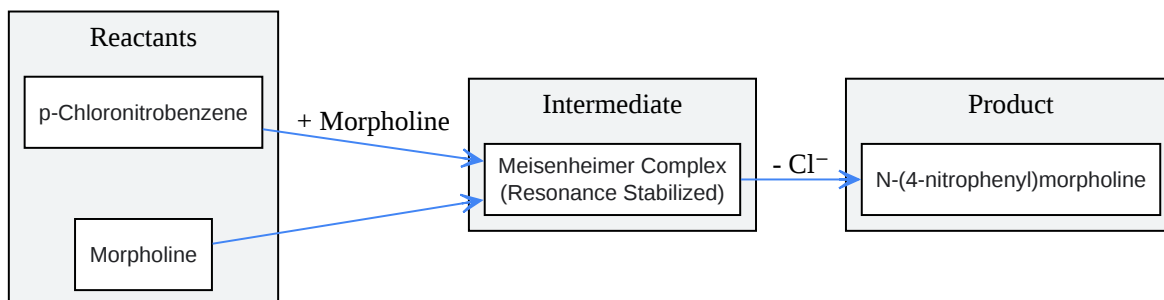 Reactants
p-Chloronitrobenzene
Morpholine
+ Morpholine
Intermediate
Meisenheimer Complex
(Resonance Stabilized)
- Cl⁻
Product
N-(4-nitrophenyl)morpholine